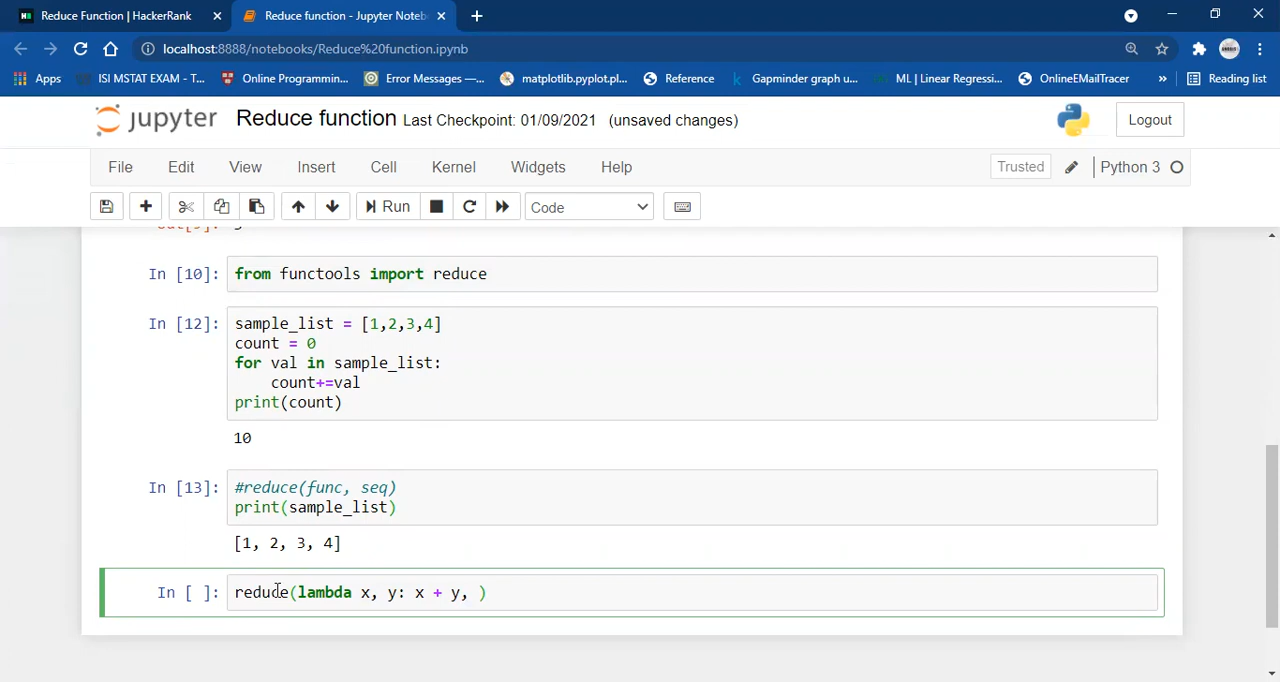 Reduce Function | HackerRank
Reduce function - Jupyter Noteb
localhost:8888/notebooks/Reduce%20function.ipynb
Apps
ISI MSTAT EXAM - T...
Online Programmin...
Error Messages —...
matplotlib.pyplot.pl...
Reference
Gapminder graph u...
ML | Linear Regressi...
OnlineEMailTracer
»
Reading list
jupyter
Reduce function Last Checkpoint: 01/09/2021 (unsaved changes)
Logout
File Edit View Insert Cell Kernel Widgets Help
Trusted
Python 3
Run
Code
In [10]: from functools import reduce
In [12]: sample_list = [1,2,3,4]
count = 0
for val in sample_list:
count+=val
print(count)
10
In [13]: #reduce(func, seq)
print(sample_list)
[1, 2, 3, 4]
In [ ]: reduce(lambda x, y: x + y, )